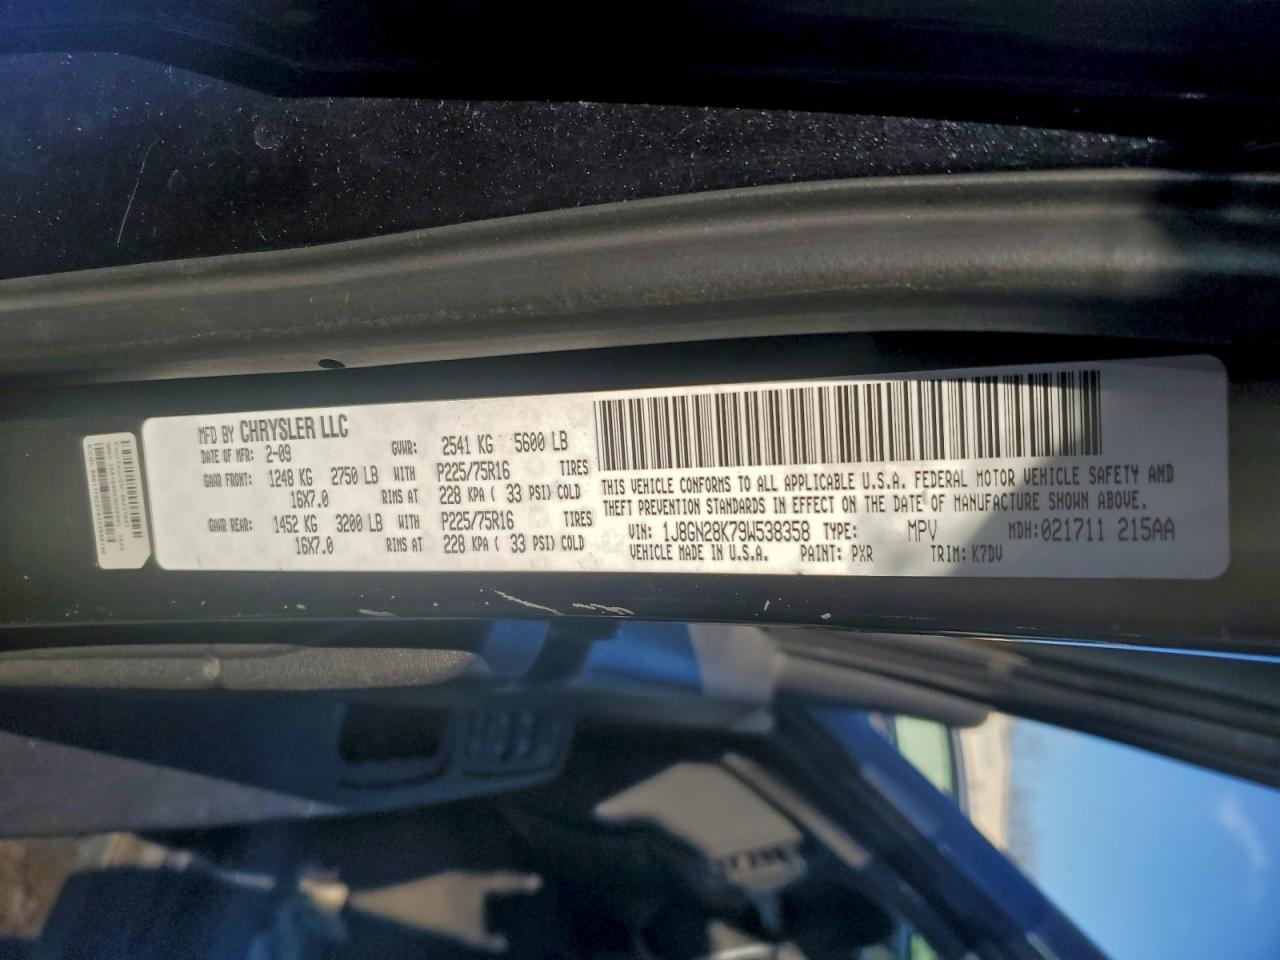 MFD BY CHRYSLER LLC
DATE OF MFR: 2-09 GVWR: 2541 KG 5600 LB
GAWR FRONT: 1248 KG 2750 LB WITH P225/75R16 TIRES
16X7.0 RIMS AT 228 KPA ( 33 PSI) COLD
GAWR REAR: 1452 KG 3200 LB WITH P225/75R16 TIRES
16X7.0 RIMS AT 228 KPA ( 33 PSI) COLD
THIS VEHICLE CONFORMS TO ALL APPLICABLE U.S.A. FEDERAL MOTOR VEHICLE SAFETY AND
THEFT PREVENTION STANDARDS IN EFFECT ON THE DATE OF MANUFACTURE SHOWN ABOVE.
VIN: 1J8GN28K79W538358 TYPE: MPV MDH: 021711 215AA
VEHICLE MADE IN U.S.A. PAINT: PXR TRIM: K7DV